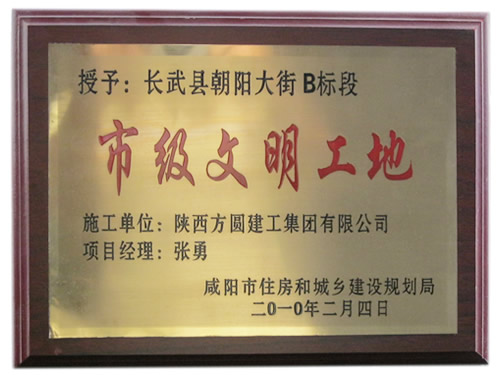 授予：长武县朝阳大街B标段
市级文明工地
施工单位：陕西方圆建工集团有限公司
项目经理：张勇
咸阳市住房和城乡建设规划局
二0一0年二月四日